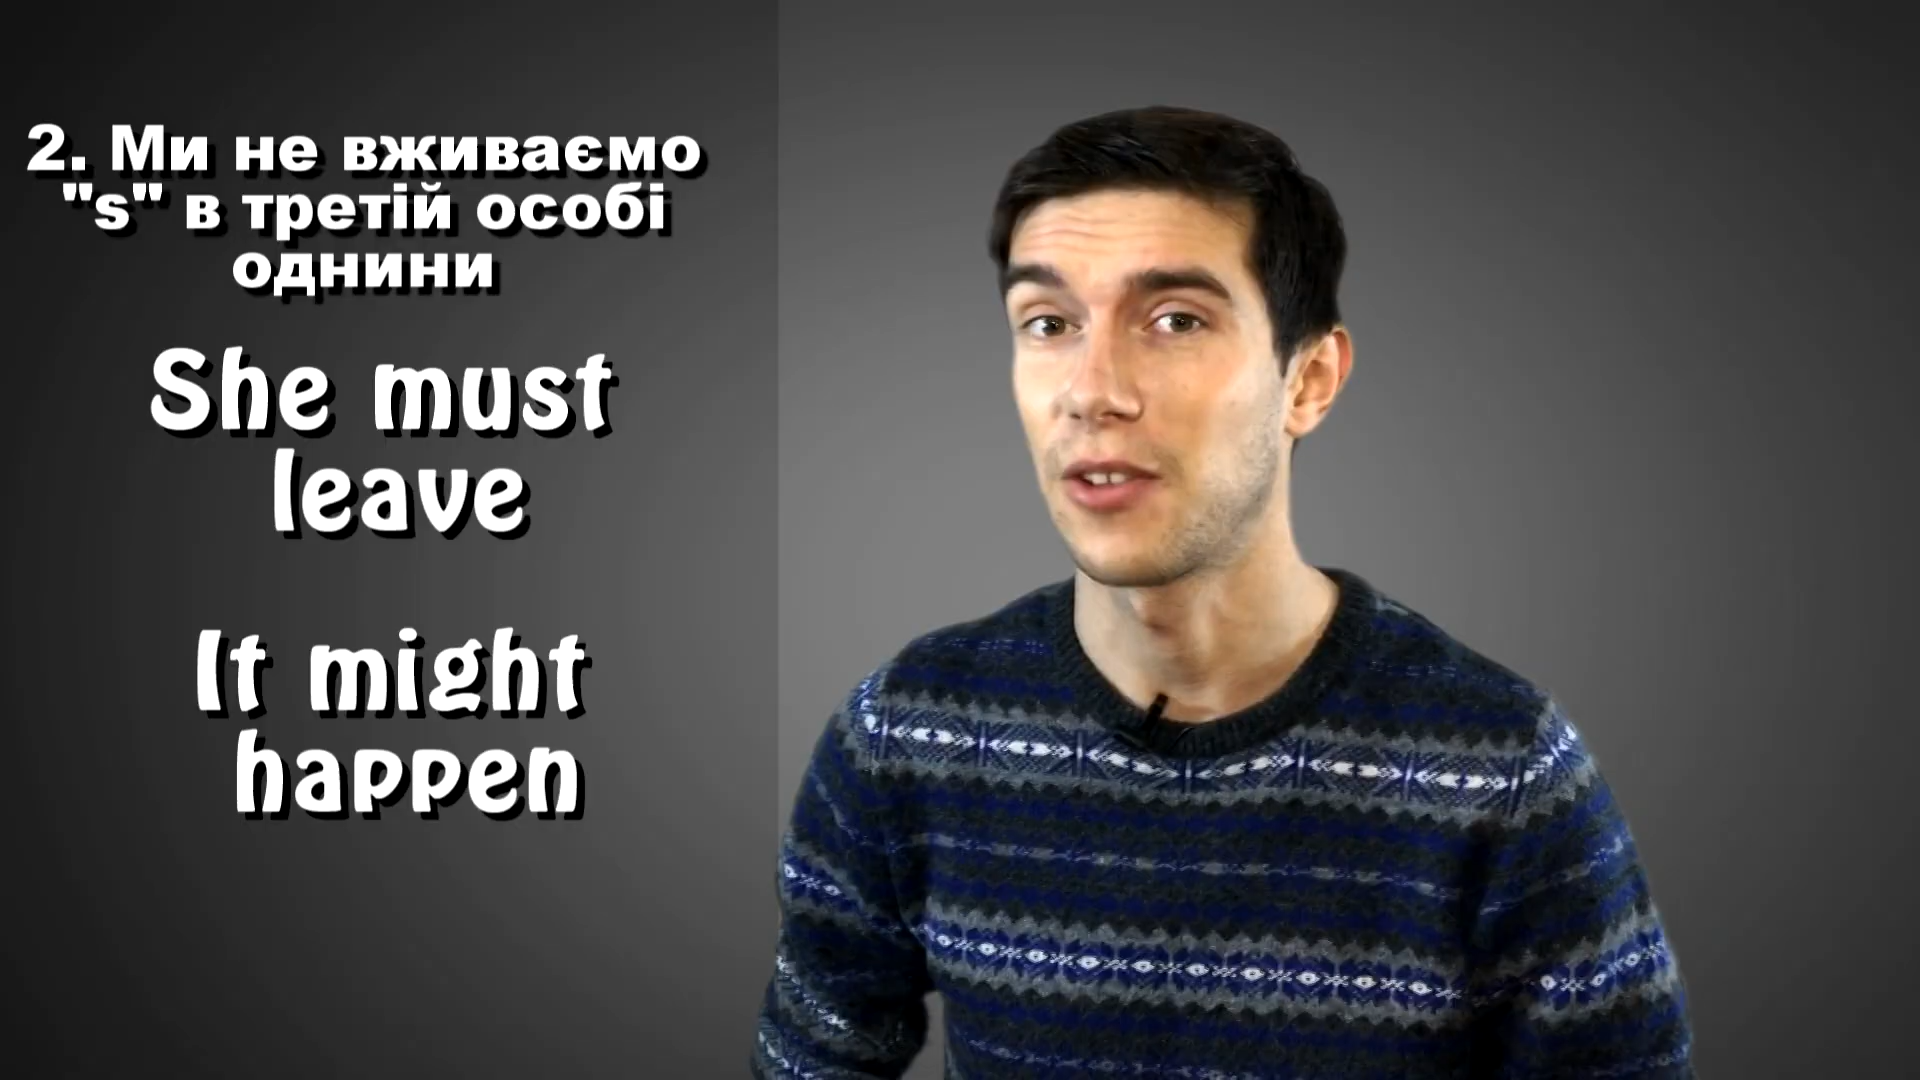 2. Ми не вживаємо
"s" в третій особі
однини
She must
leave
It might
happen